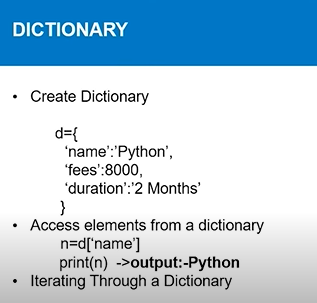 DICTIONARY
• Create Dictionary
d={
'name':'Python',
'fees':8000,
'duration':'2 Months'
}
• Access elements from a dictionary
n=d['name']
print(n) ->output:-Python
• Iterating Through a Dictionary